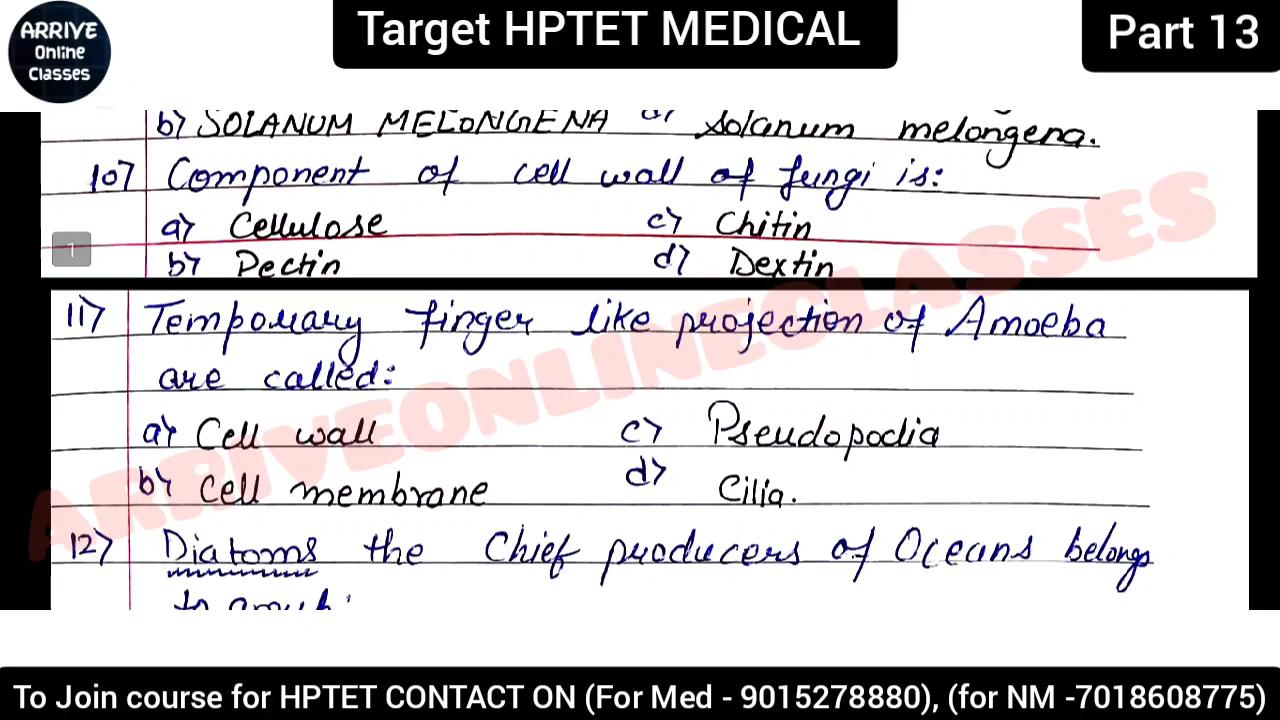 ARRIVE
Online
Classes
Target HPTET MEDICAL
Part 13
b) SOLANUM MELONGENA d) Solanum melongena.
10) Component of cell wall of fungi is:
a) Cellulose c) Chitin
1
b) Pectin d) Dextin
11) Temporary finger like projection of Amoeba
are called:
a) Cell wall c) Pseudopodia
b) Cell membrane d) Cilia.
12) Diatoms the Chief producers of Oceans belongs
ARRIVEONLINECLASSES
To Join course for HPTET CONTACT ON (For Med - 9015278880), (for NM -7018608775)